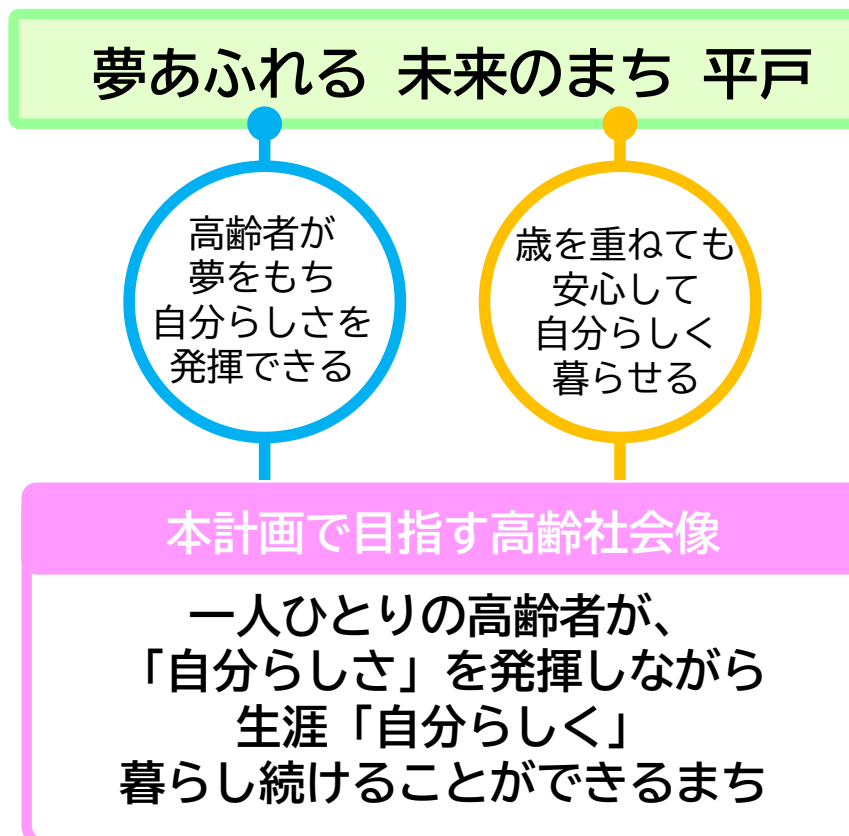 夢あふれる 未来のまち 平戸
高齢者が
夢をもち
自分らしさを
発揮できる
歳を重ねても
安心して
自分らしく
暮らせる
本計画で目指す高齢社会像
一人ひとりの高齢者が、
「自分らしさ」を発揮しながら
生涯「自分らしく」
暮らし続けることができるまち